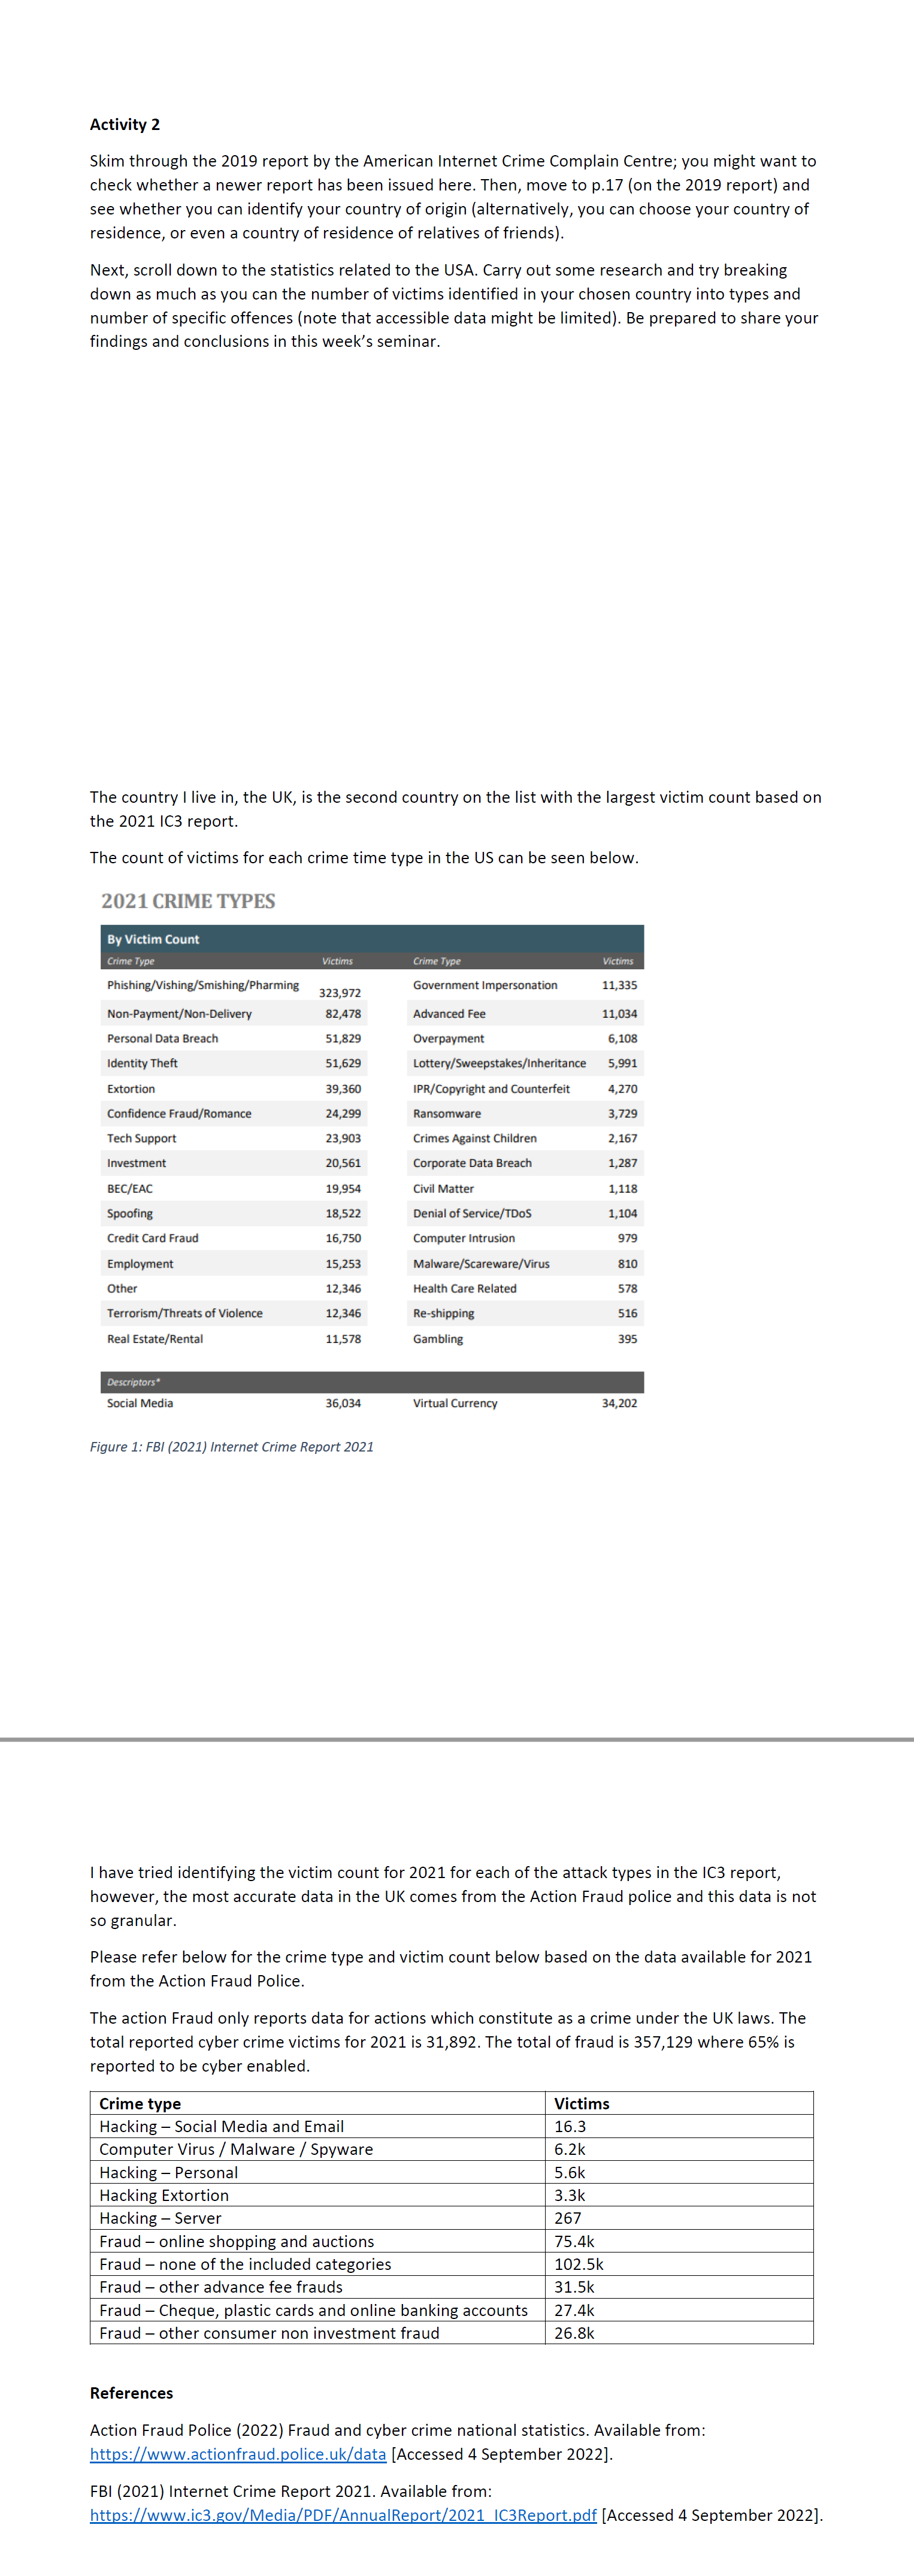 Activity 2
Skim through the 2019 report by the American Internet Crime Complain Centre; you might want to
check whether a newer report has been issued here. Then, move to p.17 (on the 2019 report) and
see whether you can identify your country of origin (alternatively, you can choose your country of
residence, or even a country of residence of relatives of friends).
Next, scroll down to the statistics related to the USA. Carry out some research and try breaking
down as much as you can the number of victims identified in your chosen country into types and
number of specific offences (note that accessible data might be limited). Be prepared to share your
findings and conclusions in this week’s seminar.
The country I live in, the UK, is the second country on the list with the largest victim count based on
the 2021 IC3 report.
The count of victims for each crime time type in the US can be seen below.
2021 CRIME TYPES
By Victim Count
Crime Type Victims Crime Type Victims
Phishing/Vishing/Smishing/Pharming 323,972 Government Impersonation 11,335
Non-Payment/Non-Delivery 82,478 Advanced Fee 11,034
Personal Data Breach 51,829 Overpayment 6,108
Identity Theft 51,629 Lottery/Sweepstakes/Inheritance 5,991
Extortion 39,360 IPR/Copyright and Counterfeit 4,270
Confidence Fraud/Romance 24,299 Ransomware 3,729
Tech Support 23,903 Crimes Against Children 2,167
Investment 20,561 Corporate Data Breach 1,287
BEC/EAC 19,954 Civil Matter 1,118
Spoofing 18,522 Denial of Service/TDoS 1,104
Credit Card Fraud 16,750 Computer Intrusion 979
Employment 15,253 Malware/Scareware/Virus 810
Other 12,346 Health Care Related 578
Terrorism/Threats of Violence 12,346 Re-shipping 516
Real Estate/Rental 11,578 Gambling 395
Descriptors*
Social Media 36,034 Virtual Currency 34,202
Figure 1: FBI (2021) Internet Crime Report 2021
I have tried identifying the victim count for 2021 for each of the attack types in the IC3 report,
however, the most accurate data in the UK comes from the Action Fraud police and this data is not
so granular.
Please refer below for the crime type and victim count below based on the data available for 2021
from the Action Fraud Police.
The action Fraud only reports data for actions which constitute as a crime under the UK laws. The
total reported cyber crime victims for 2021 is 31,892. The total of fraud is 357,129 where 65% is
reported to be cyber enabled.
Crime type Victims
Hacking – Social Media and Email 16.3
Computer Virus / Malware / Spyware 6.2k
Hacking – Personal 5.6k
Hacking Extortion 3.3k
Hacking – Server 267
Fraud – online shopping and auctions 75.4k
Fraud – none of the included categories 102.5k
Fraud – other advance fee frauds 31.5k
Fraud – Cheque, plastic cards and online banking accounts 27.4k
Fraud – other consumer non investment fraud 26.8k
References
Action Fraud Police (2022) Fraud and cyber crime national statistics. Available from:
https://www.actionfraud.police.uk/data [Accessed 4 September 2022].
FBI (2021) Internet Crime Report 2021. Available from:
https://www.ic3.gov/Media/PDF/AnnualReport/2021_IC3Report.pdf [Accessed 4 September 2022].